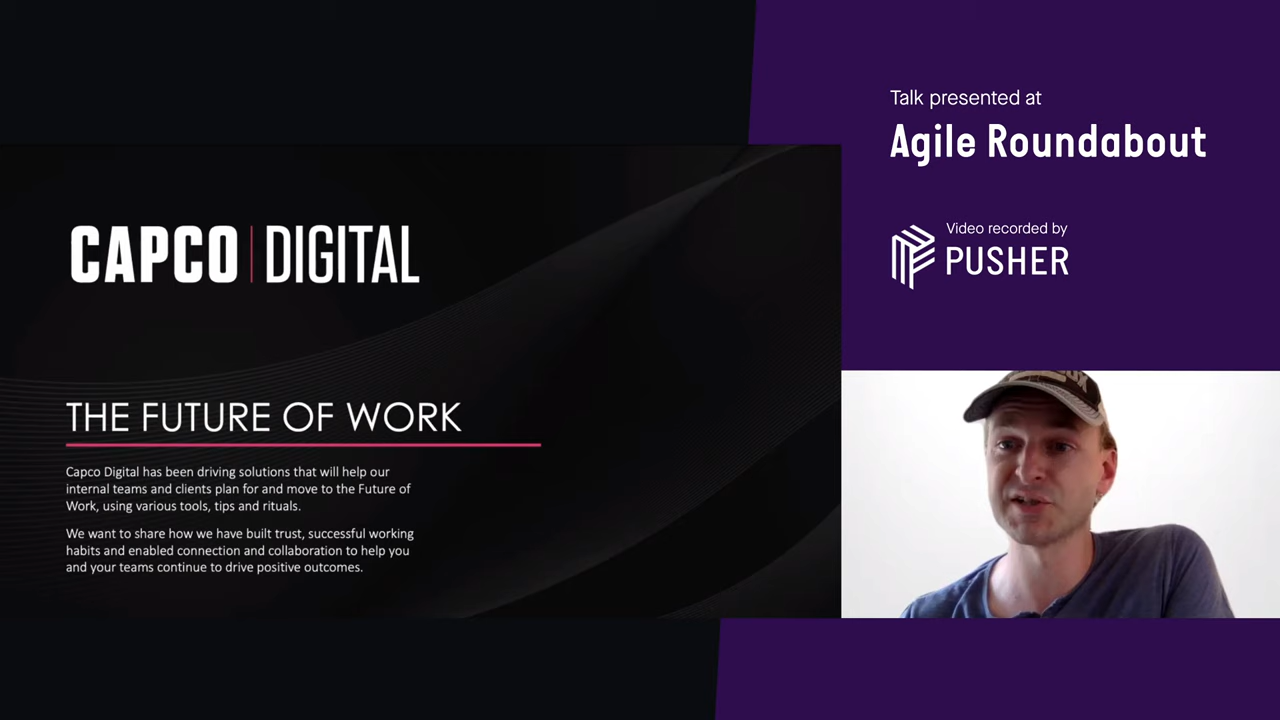 Talk presented at
Agile Roundabout
Video recorded by
PUSHER
CAPCO | DIGITAL
THE FUTURE OF WORK
Capco Digital has been driving solutions that will help our
internal teams and clients plan for and move to the Future of
Work, using various tools, tips and rituals.
We want to share how we have built trust, successful working
habits and enabled connection and collaboration to help you
and your teams continue to drive positive outcomes.